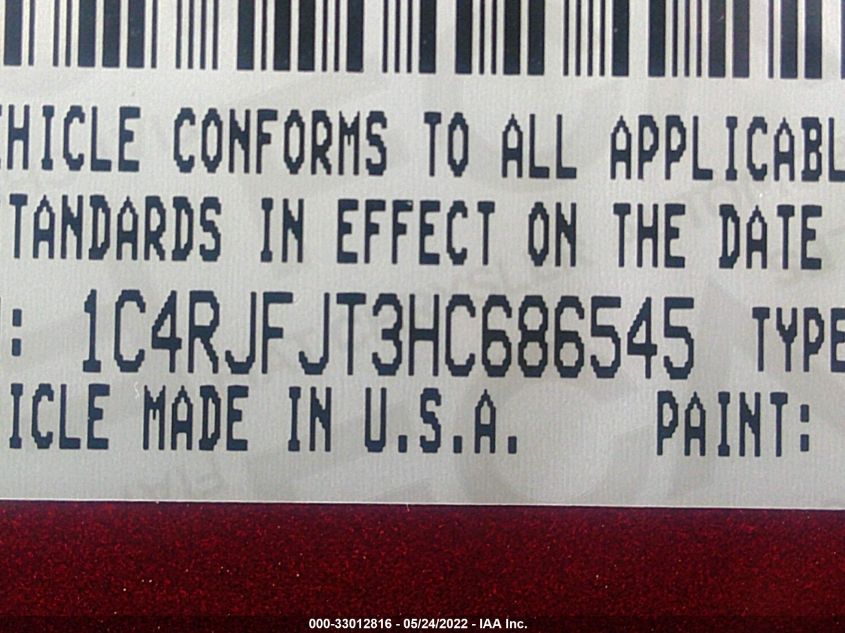 EHICLE CONFORMS TO ALL APPLICABL
TANDARDS IN EFFECT ON THE DATE
: 1C4RJFJT3HC686545 TYPE
ICLE MADE IN U.S.A. PAINT:
000-33012816 - 05/24/2022 - IAA Inc.